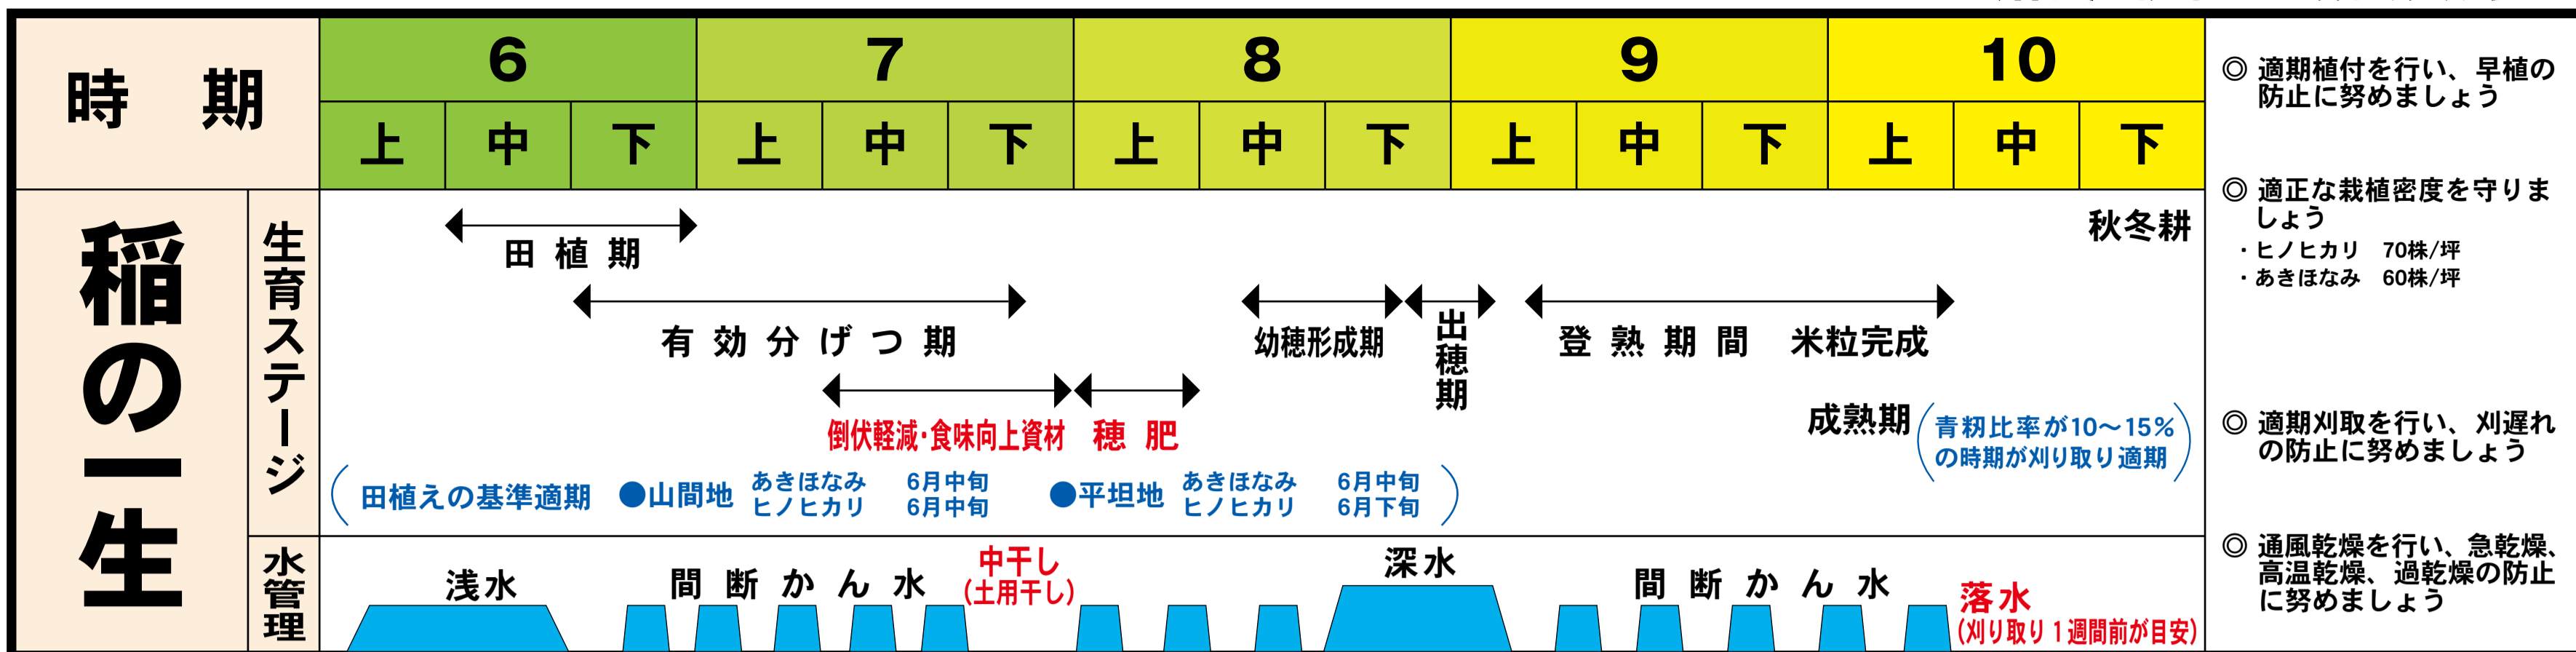 時 期
6 7 8 9 10
上 中 下 上 中 下 上 中 下 上 中 下 上 中 下
稲の一生
生育ステージ
田植期
秋冬耕
有効分げつ期
幼穂形成期
出穂期
登熟期間 米粒完成
倒伏軽減・食味向上資材 穂肥
成熟期
青籾比率が10〜15%
の時期が刈り取り適期
田植えの基準適期
●山間地
あきほなみ 6月中旬
ヒノヒカリ 6月中旬
●平坦地
あきほなみ 6月中旬
ヒノヒカリ 6月下旬
水管理
浅水
間断かん水
中干し
(土用干し)
深水
間断かん水
落水
(刈り取り1週間前が目安)
◎ 適期植付を行い、早植の
防止に努めましょう
◎ 適正な栽植密度を守りま
しょう
・ヒノヒカリ 70株/坪
・あきほなみ 60株/坪
◎ 適期刈取を行い、刈遅れ
の防止に努めましょう
◎ 通風乾燥を行い、急乾燥、
高温乾燥、過乾燥の防止
に努めましょう